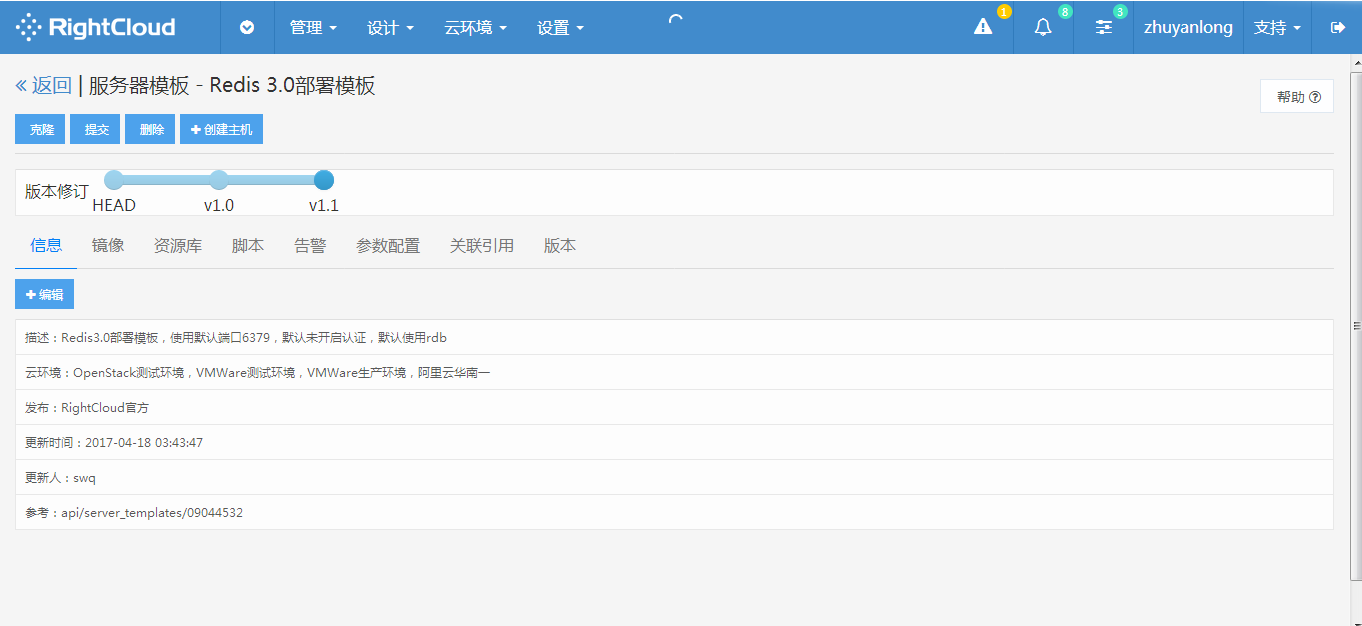 RightCloud 管理 设计 云环境 设置 1 8 3 zhuyanlong 支持
« 返回 | 服务器模板 - Redis 3.0部署模板
帮助
克隆 提交 删除 创建主机
版本修订
HEAD v1.0 v1.1
信息 镜像 资源库 脚本 告警 参数配置 关联引用 版本
编辑
描述：Redis3.0部署模板，使用默认端口6379，默认未开启认证，默认使用rdb
云环境：OpenStack测试环境，VMWare测试环境，VMWare生产环境，阿里云华南一
发布：RightCloud官方
更新时间：2017-04-18 03:43:47
更新人：swq
参考：api/server_templates/09044532